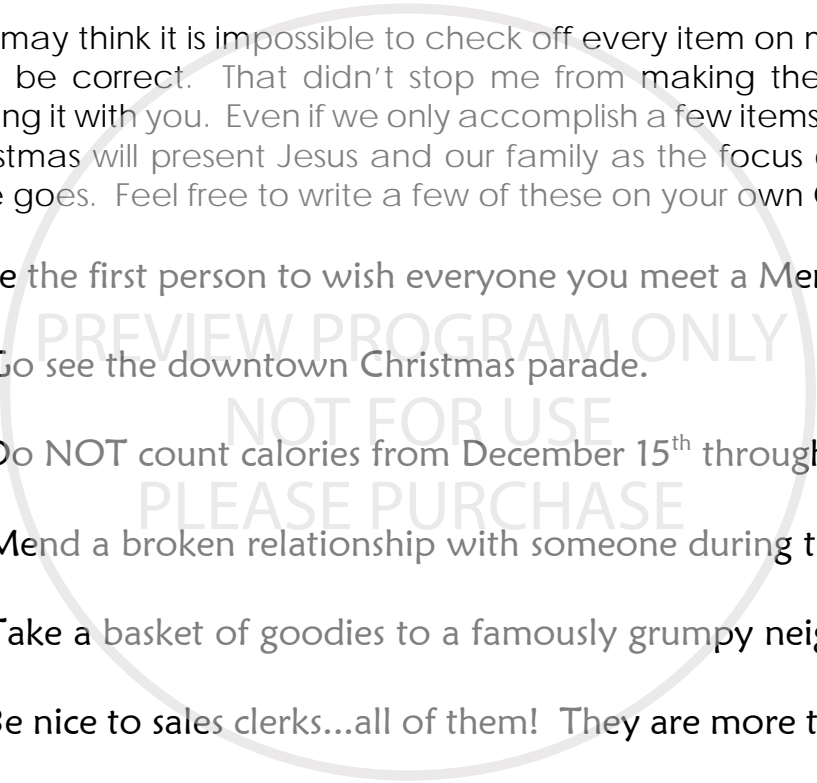 may think it is impossible to check off every item on
be correct. That didn't stop me from making the
ng it with you. Even if we only accomplish a few items
stmas will present Jesus and our family as the focus
goes. Feel free to write a few of these on your own
the first person to wish everyone you meet a Mer
PREVIEW PROGRAM ONLY
Go see the downtown Christmas parade.
NOT FOR USE
Do NOT count calories from December 15th through
PLEASE PURCHASE
Mend a broken relationship with someone during t
Take a basket of goodies to a famously grumpy neig
Be nice to sales clerks...all of them! They are more t